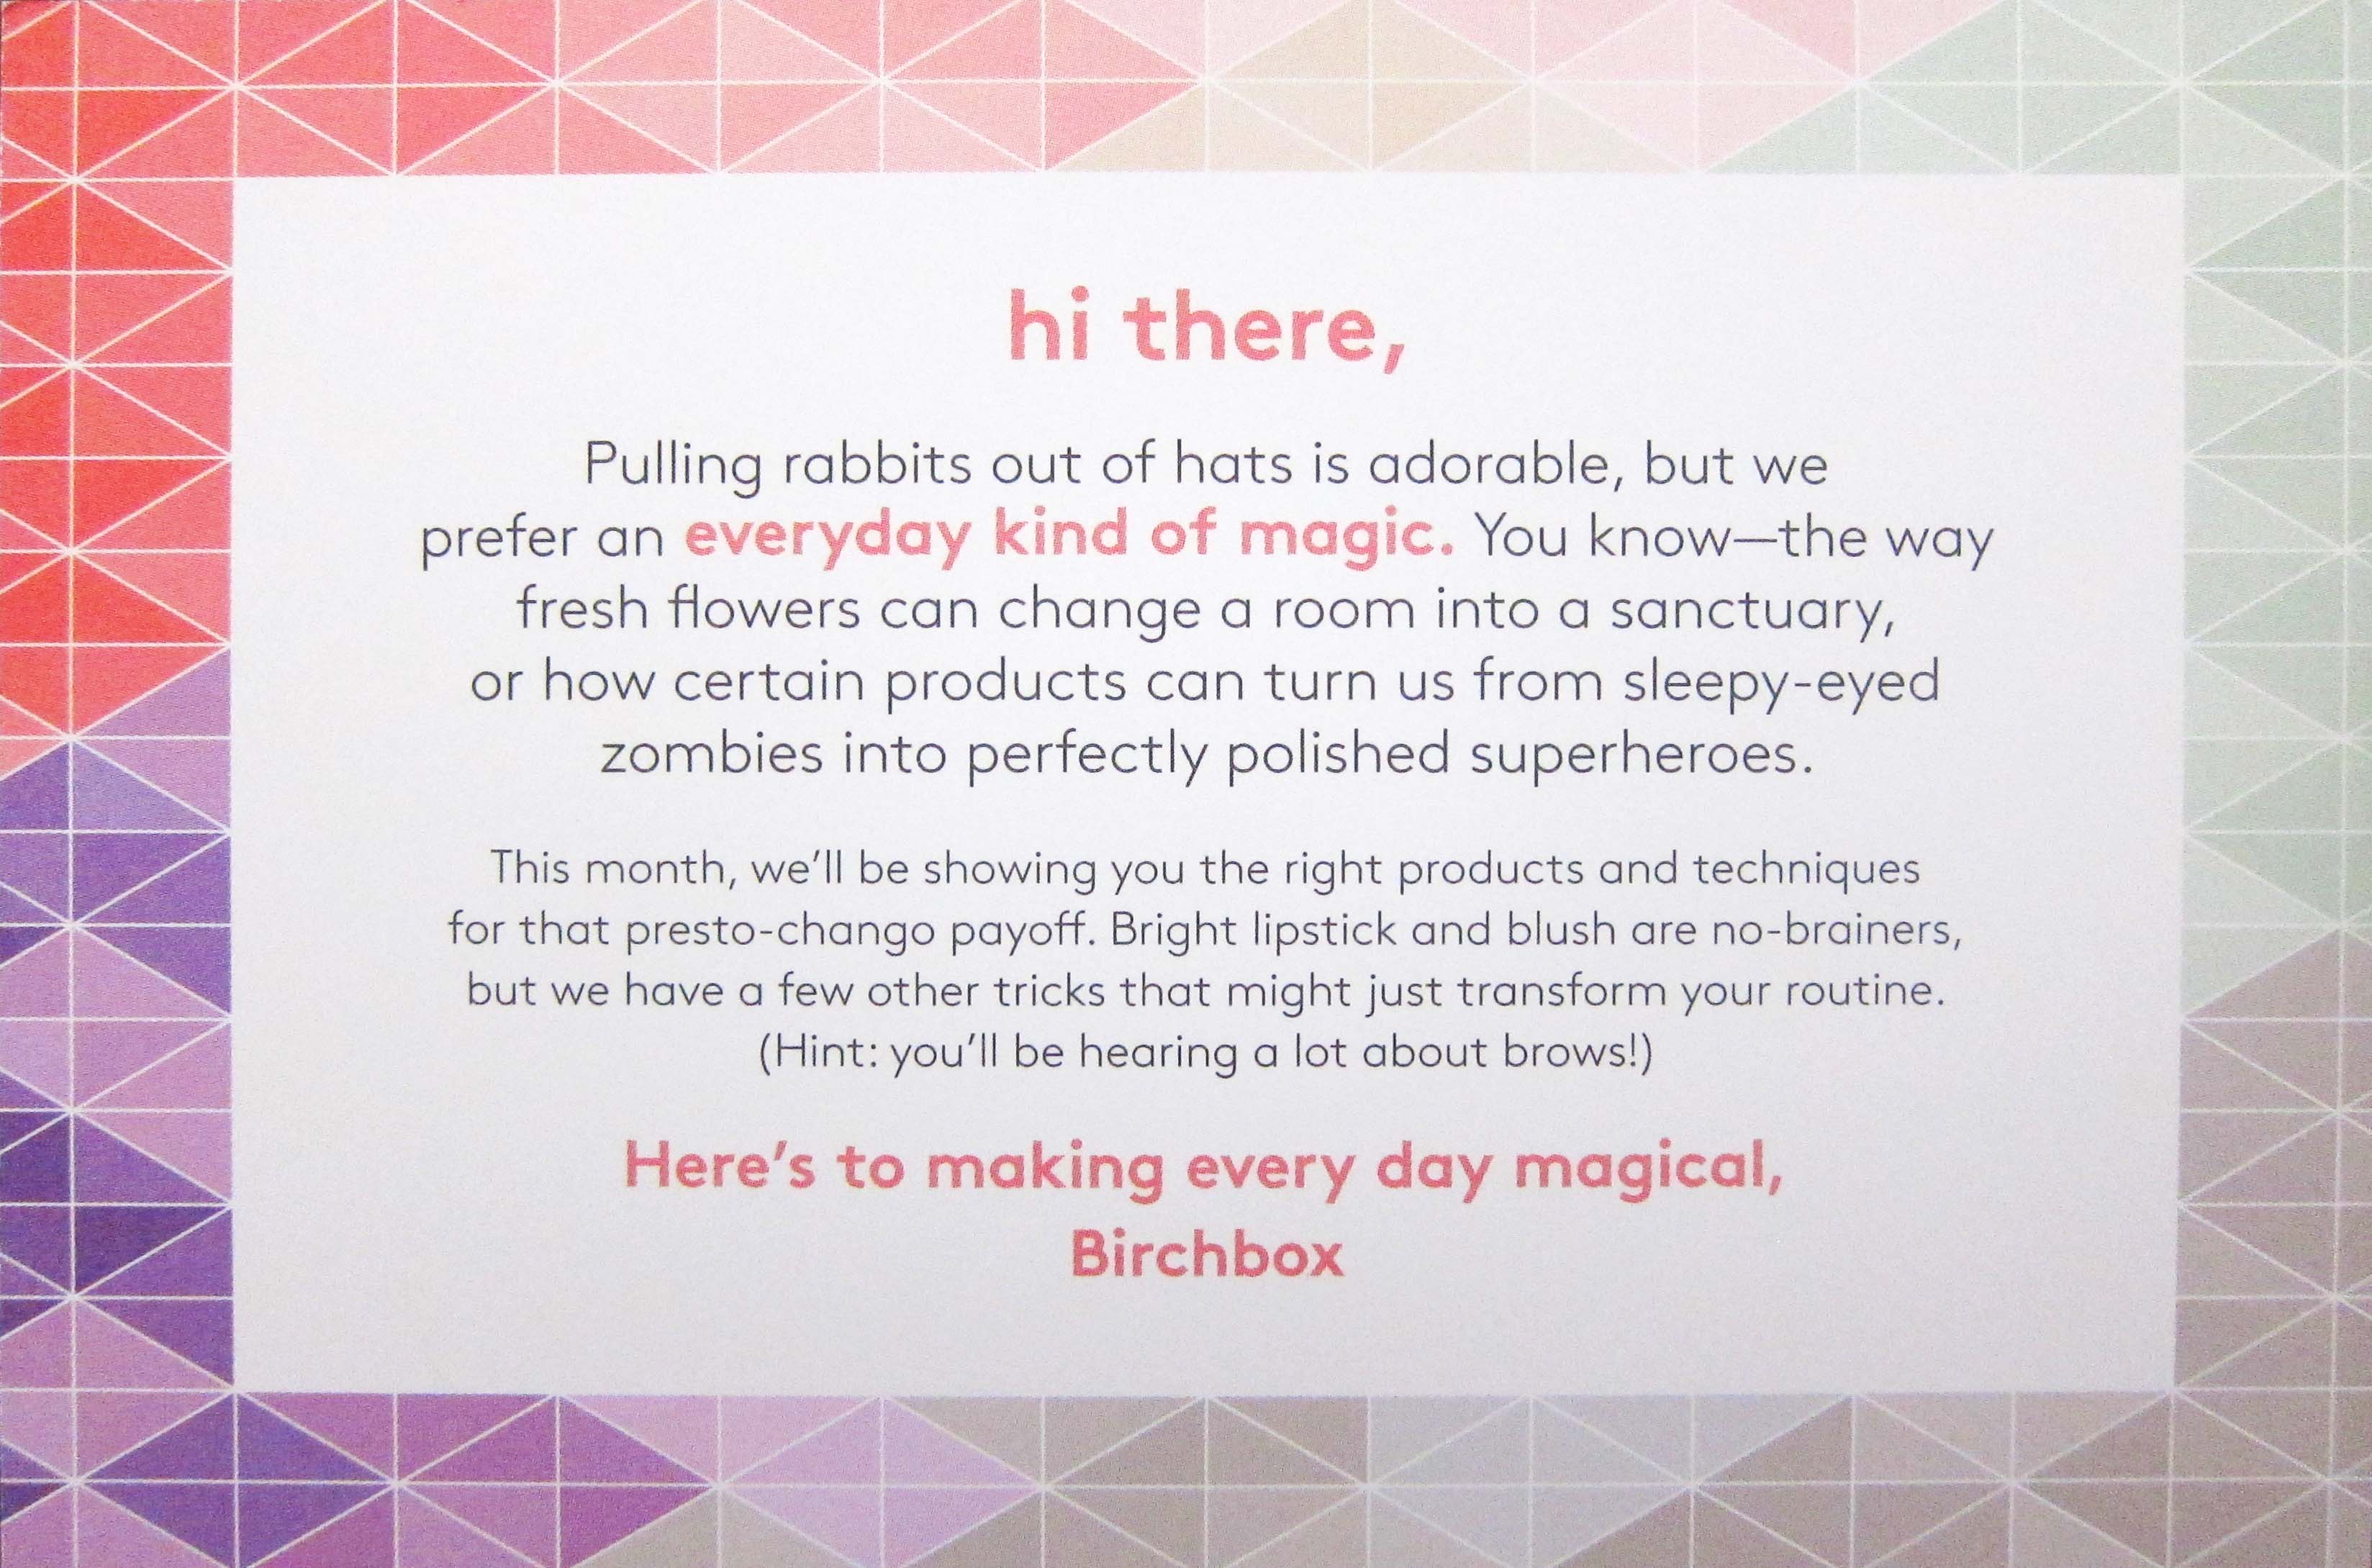 hi there,
Pulling rabbits out of hats is adorable, but we
prefer an everyday kind of magic. You know—the way
fresh flowers can change a room into a sanctuary,
or how certain products can turn us from sleepy-eyed
zombies into perfectly polished superheroes.
This month, we'll be showing you the right products and techniques
for that presto-chango payoff. Bright lipstick and blush are no-brainers,
but we have a few other tricks that might just transform your routine.
(Hint: you'll be hearing a lot about brows!)
Here's to making every day magical,
Birchbox